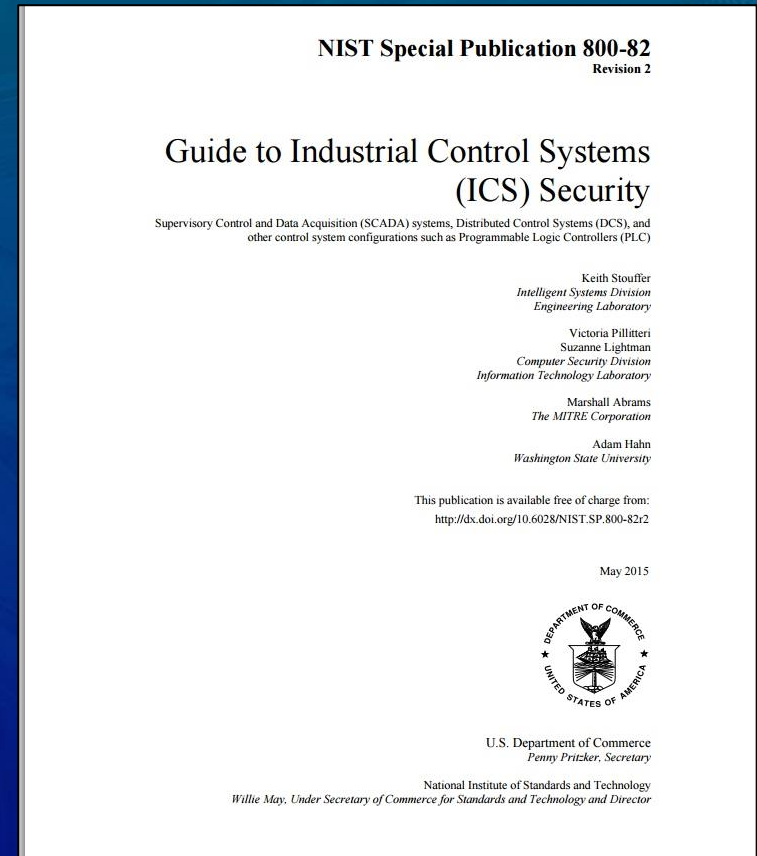 NIST Special Publication 800-82
Revision 2
Guide to Industrial Control Systems
(ICS) Security
Supervisory Control and Data Acquisition (SCADA) systems, Distributed Control Systems (DCS), and
other control system configurations such as Programmable Logic Controllers (PLC)
Keith Stouffer
Intelligent Systems Division
Engineering Laboratory
Victoria Pillitteri
Suzanne Lightman
Computer Security Division
Information Technology Laboratory
Marshall Abrams
The MITRE Corporation
Adam Hahn
Washington State University
This publication is available free of charge from:
http://dx.doi.org/10.6028/NIST.SP.800-82r2
May 2015
DEPARTMENT OF COMMERCE
UNITED STATES OF AMERICA
U.S. Department of Commerce
Penny Pritzker, Secretary
National Institute of Standards and Technology
Willie May, Under Secretary of Commerce for Standards and Technology and Director